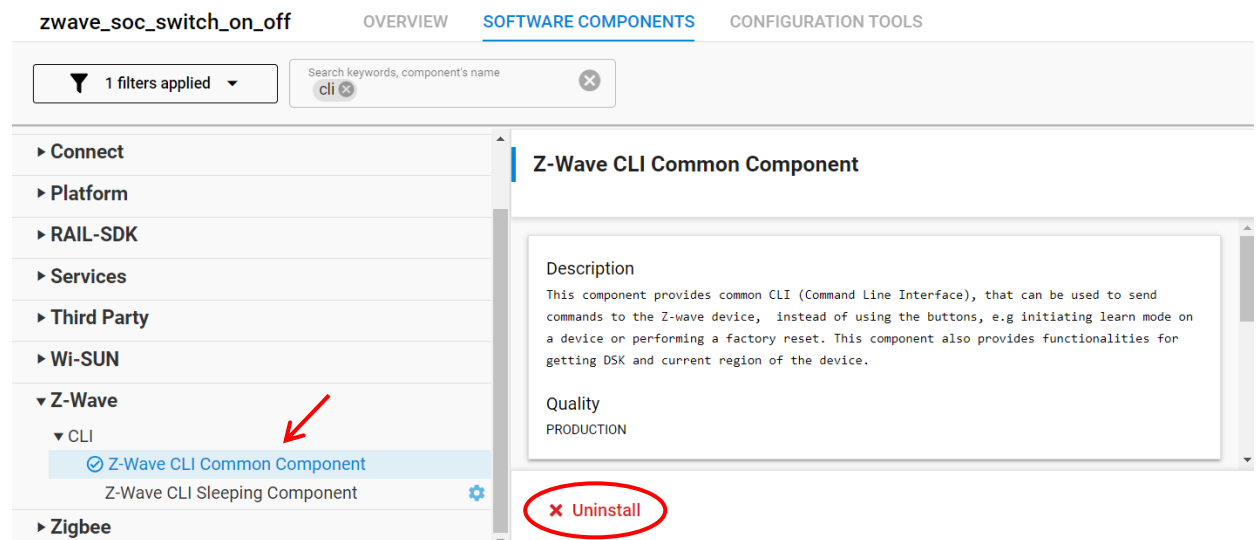 zwave_soc_switch_on_off OVERVIEW SOFTWARE COMPONENTS CONFIGURATION TOOLS
1 filters applied
Search keywords, component's name
cli
Connect
Platform
RAIL-SDK
Services
Third Party
Wi-SUN
Z-Wave
CLI
Z-Wave CLI Common Component
Z-Wave CLI Sleeping Component
Zigbee
Z-Wave CLI Common Component
Description
This component provides common CLI (Command Line Interface), that can be used to send
commands to the Z-wave device, instead of using the buttons, e.g initiating learn mode on
a device or performing a factory reset. This component also provides functionalities for
getting DSK and current region of the device.
Quality
PRODUCTION
Uninstall